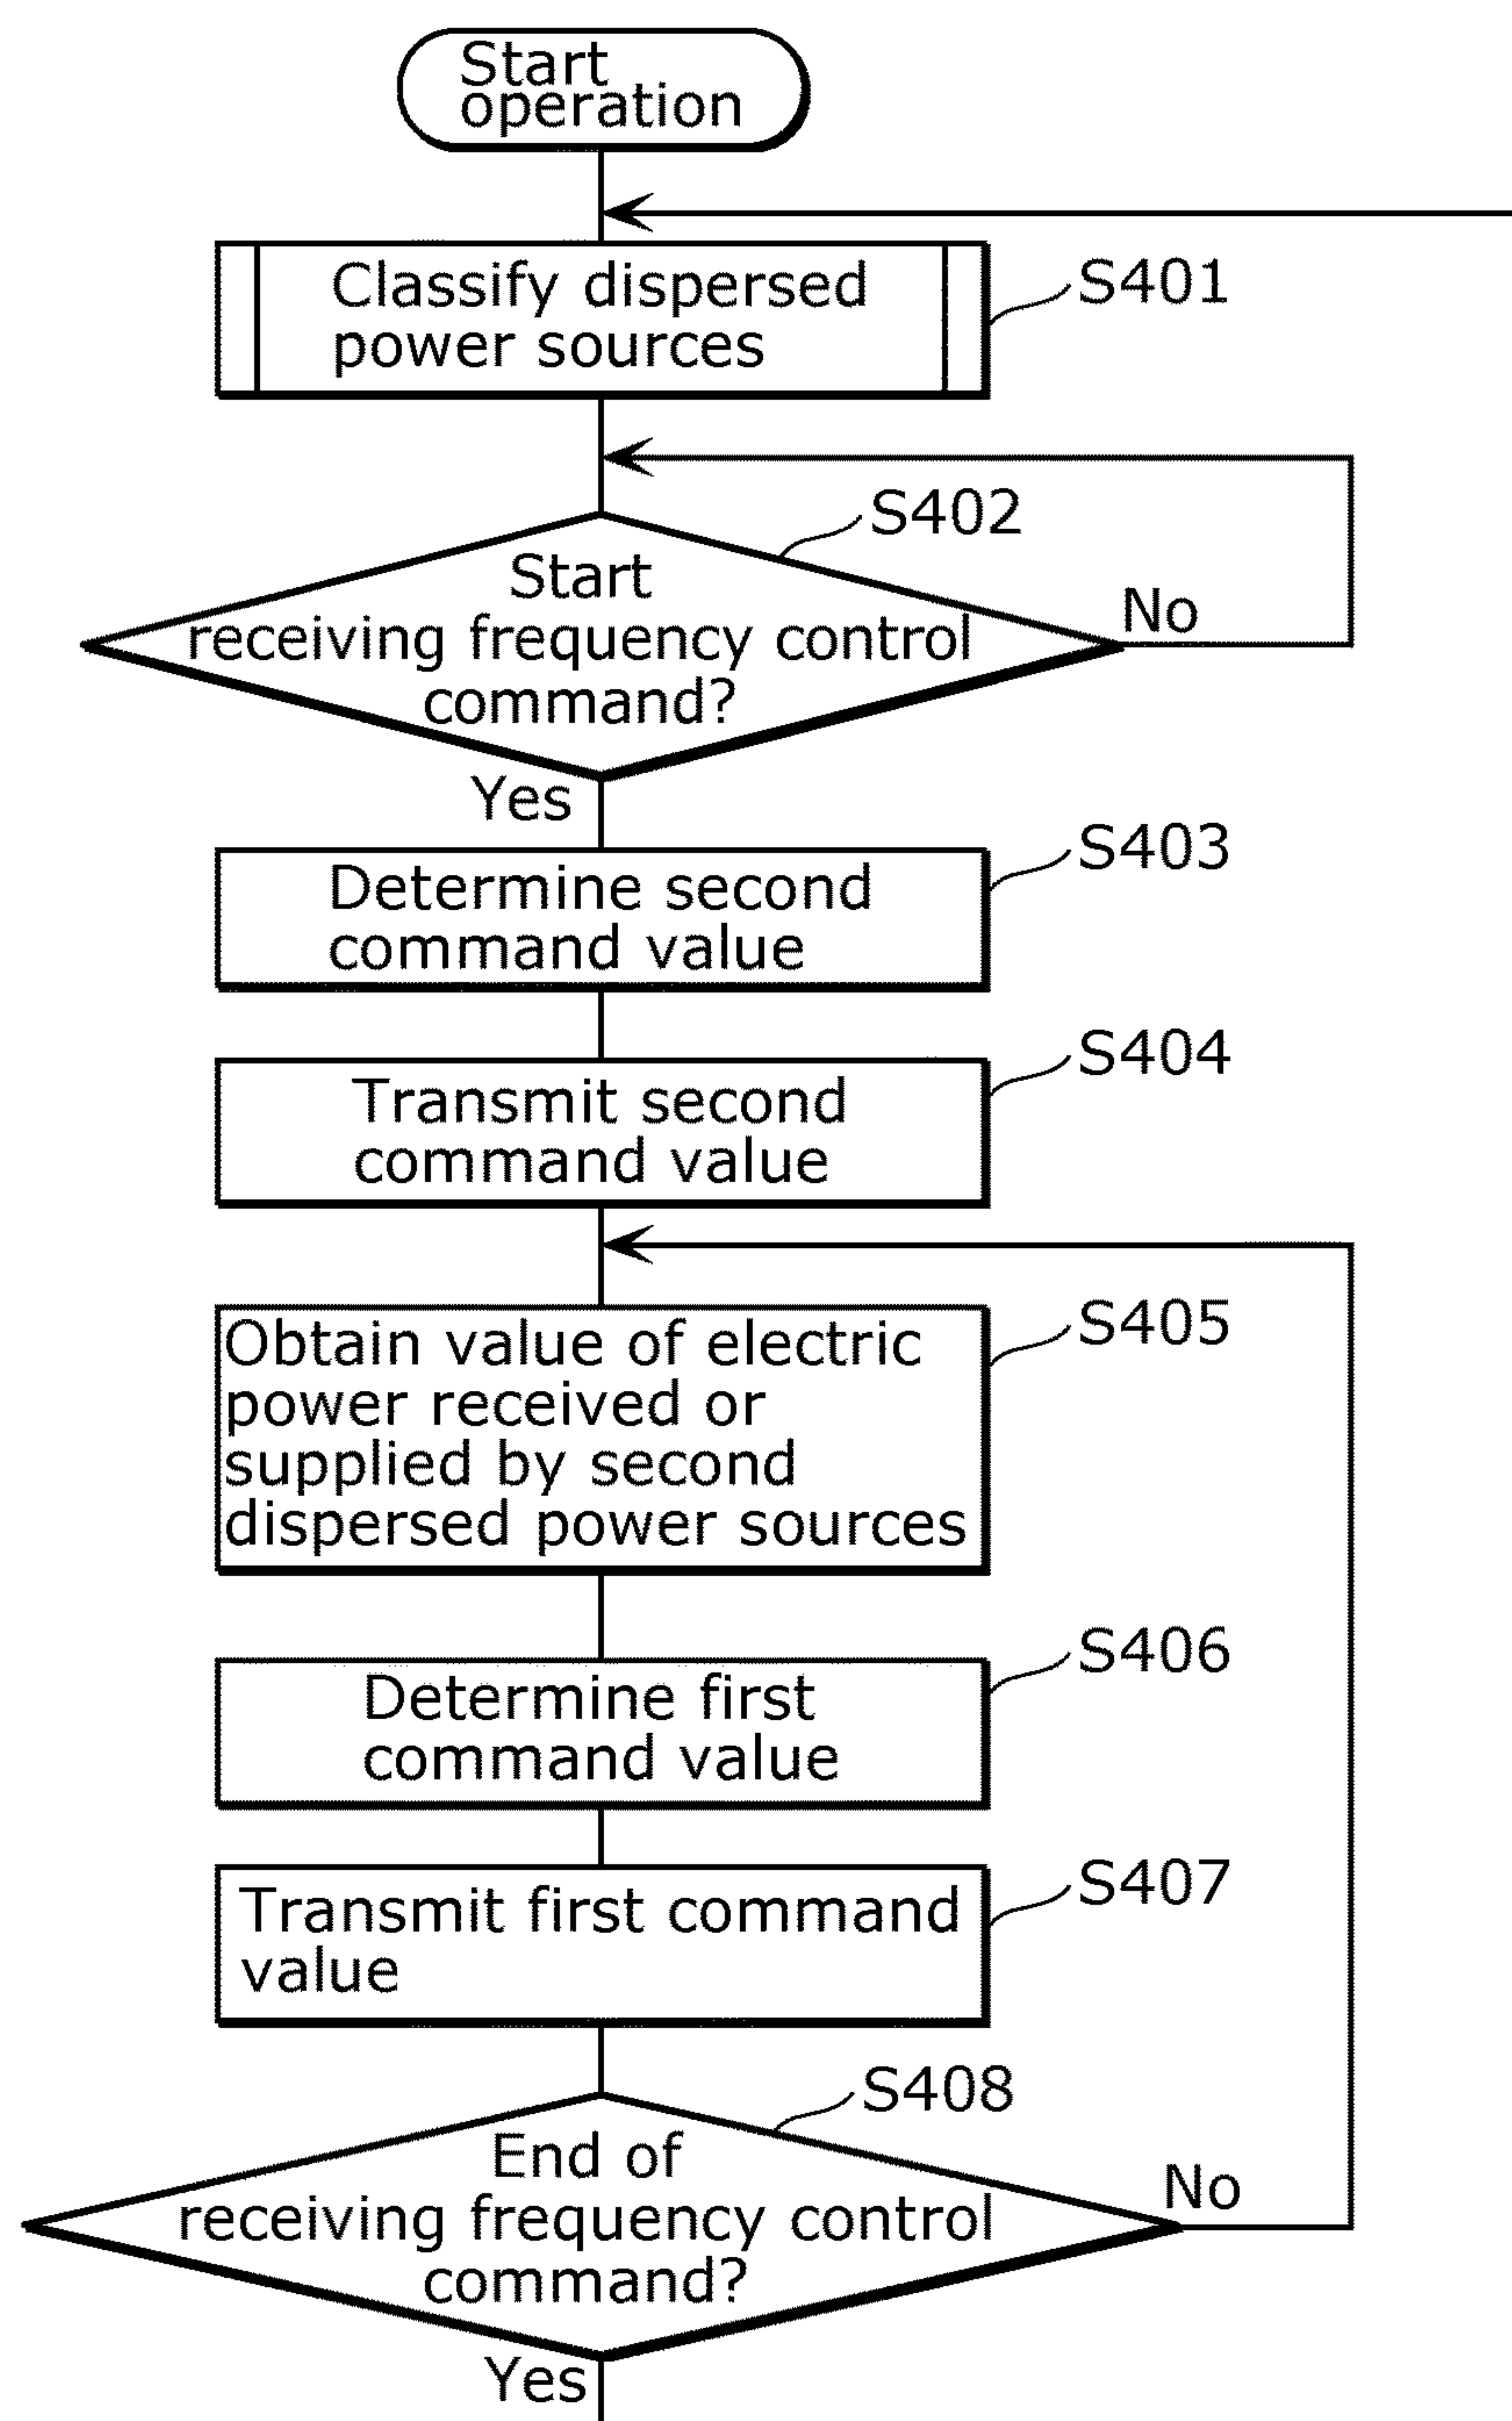 Start
operation
Classify dispersed
power sources
S401
S402
Start
receiving frequency control
command?
No
Yes
Determine second
command value
S403
Transmit second
command value
S404
Obtain value of electric
power received or
supplied by second
dispersed power sources
S405
Determine first
command value
S406
Transmit first command
value
S407
S408
End of
receiving frequency control
command?
No
Yes